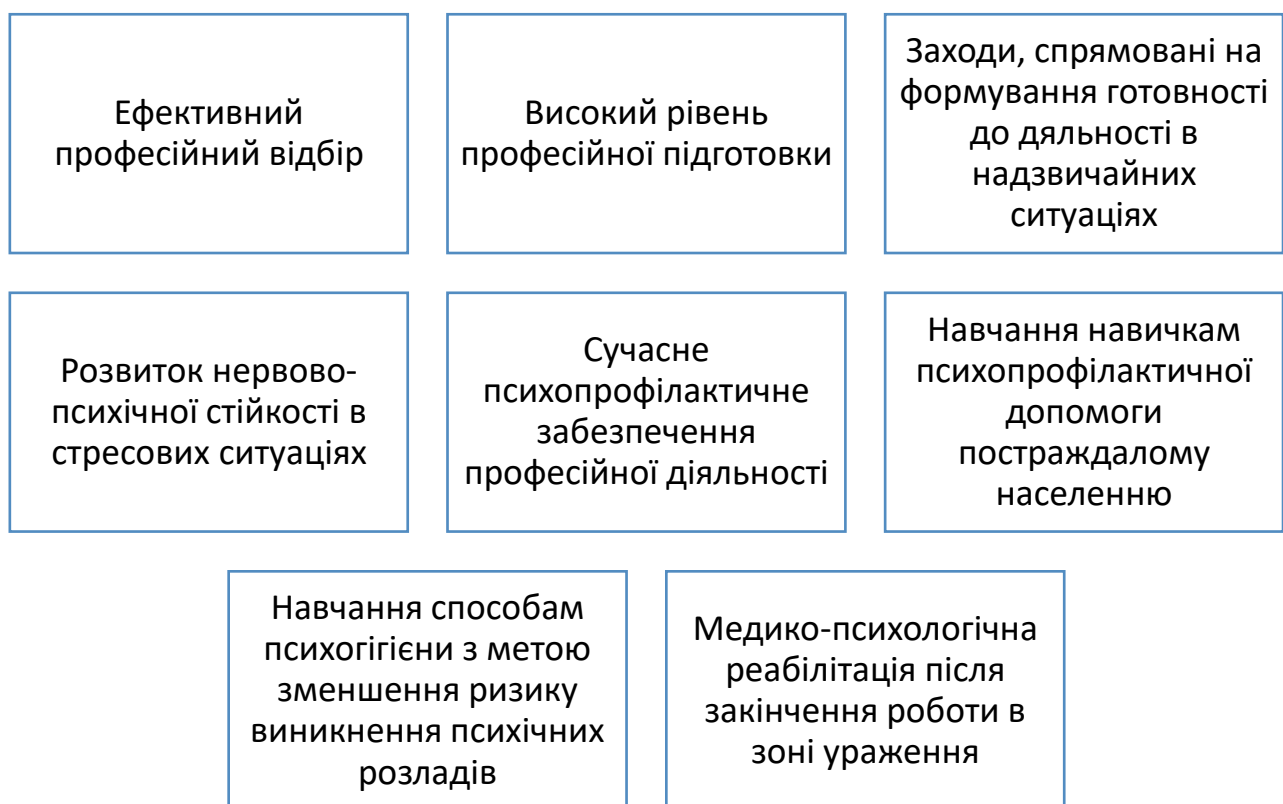 Ефективний
професійний відбір
Високий рівень
професійної підготовки
Заходи, спрямовані на
формування готовності
до дяльності в
надзвичайних
ситуаціях
Розвиток нервово-
психічної стійкості в
стресових ситуаціях
Сучасне
психопрофілактичне
забезпечення
професійної діяльності
Навчання навичкам
психопрофілактичної
допомоги
постраждалому
населенню
Навчання способам
психогігієни з метою
зменшення ризику
виникнення психічних
розладів
Медико-психологічна
реабілітація після
закінчення роботи в
зоні ураження